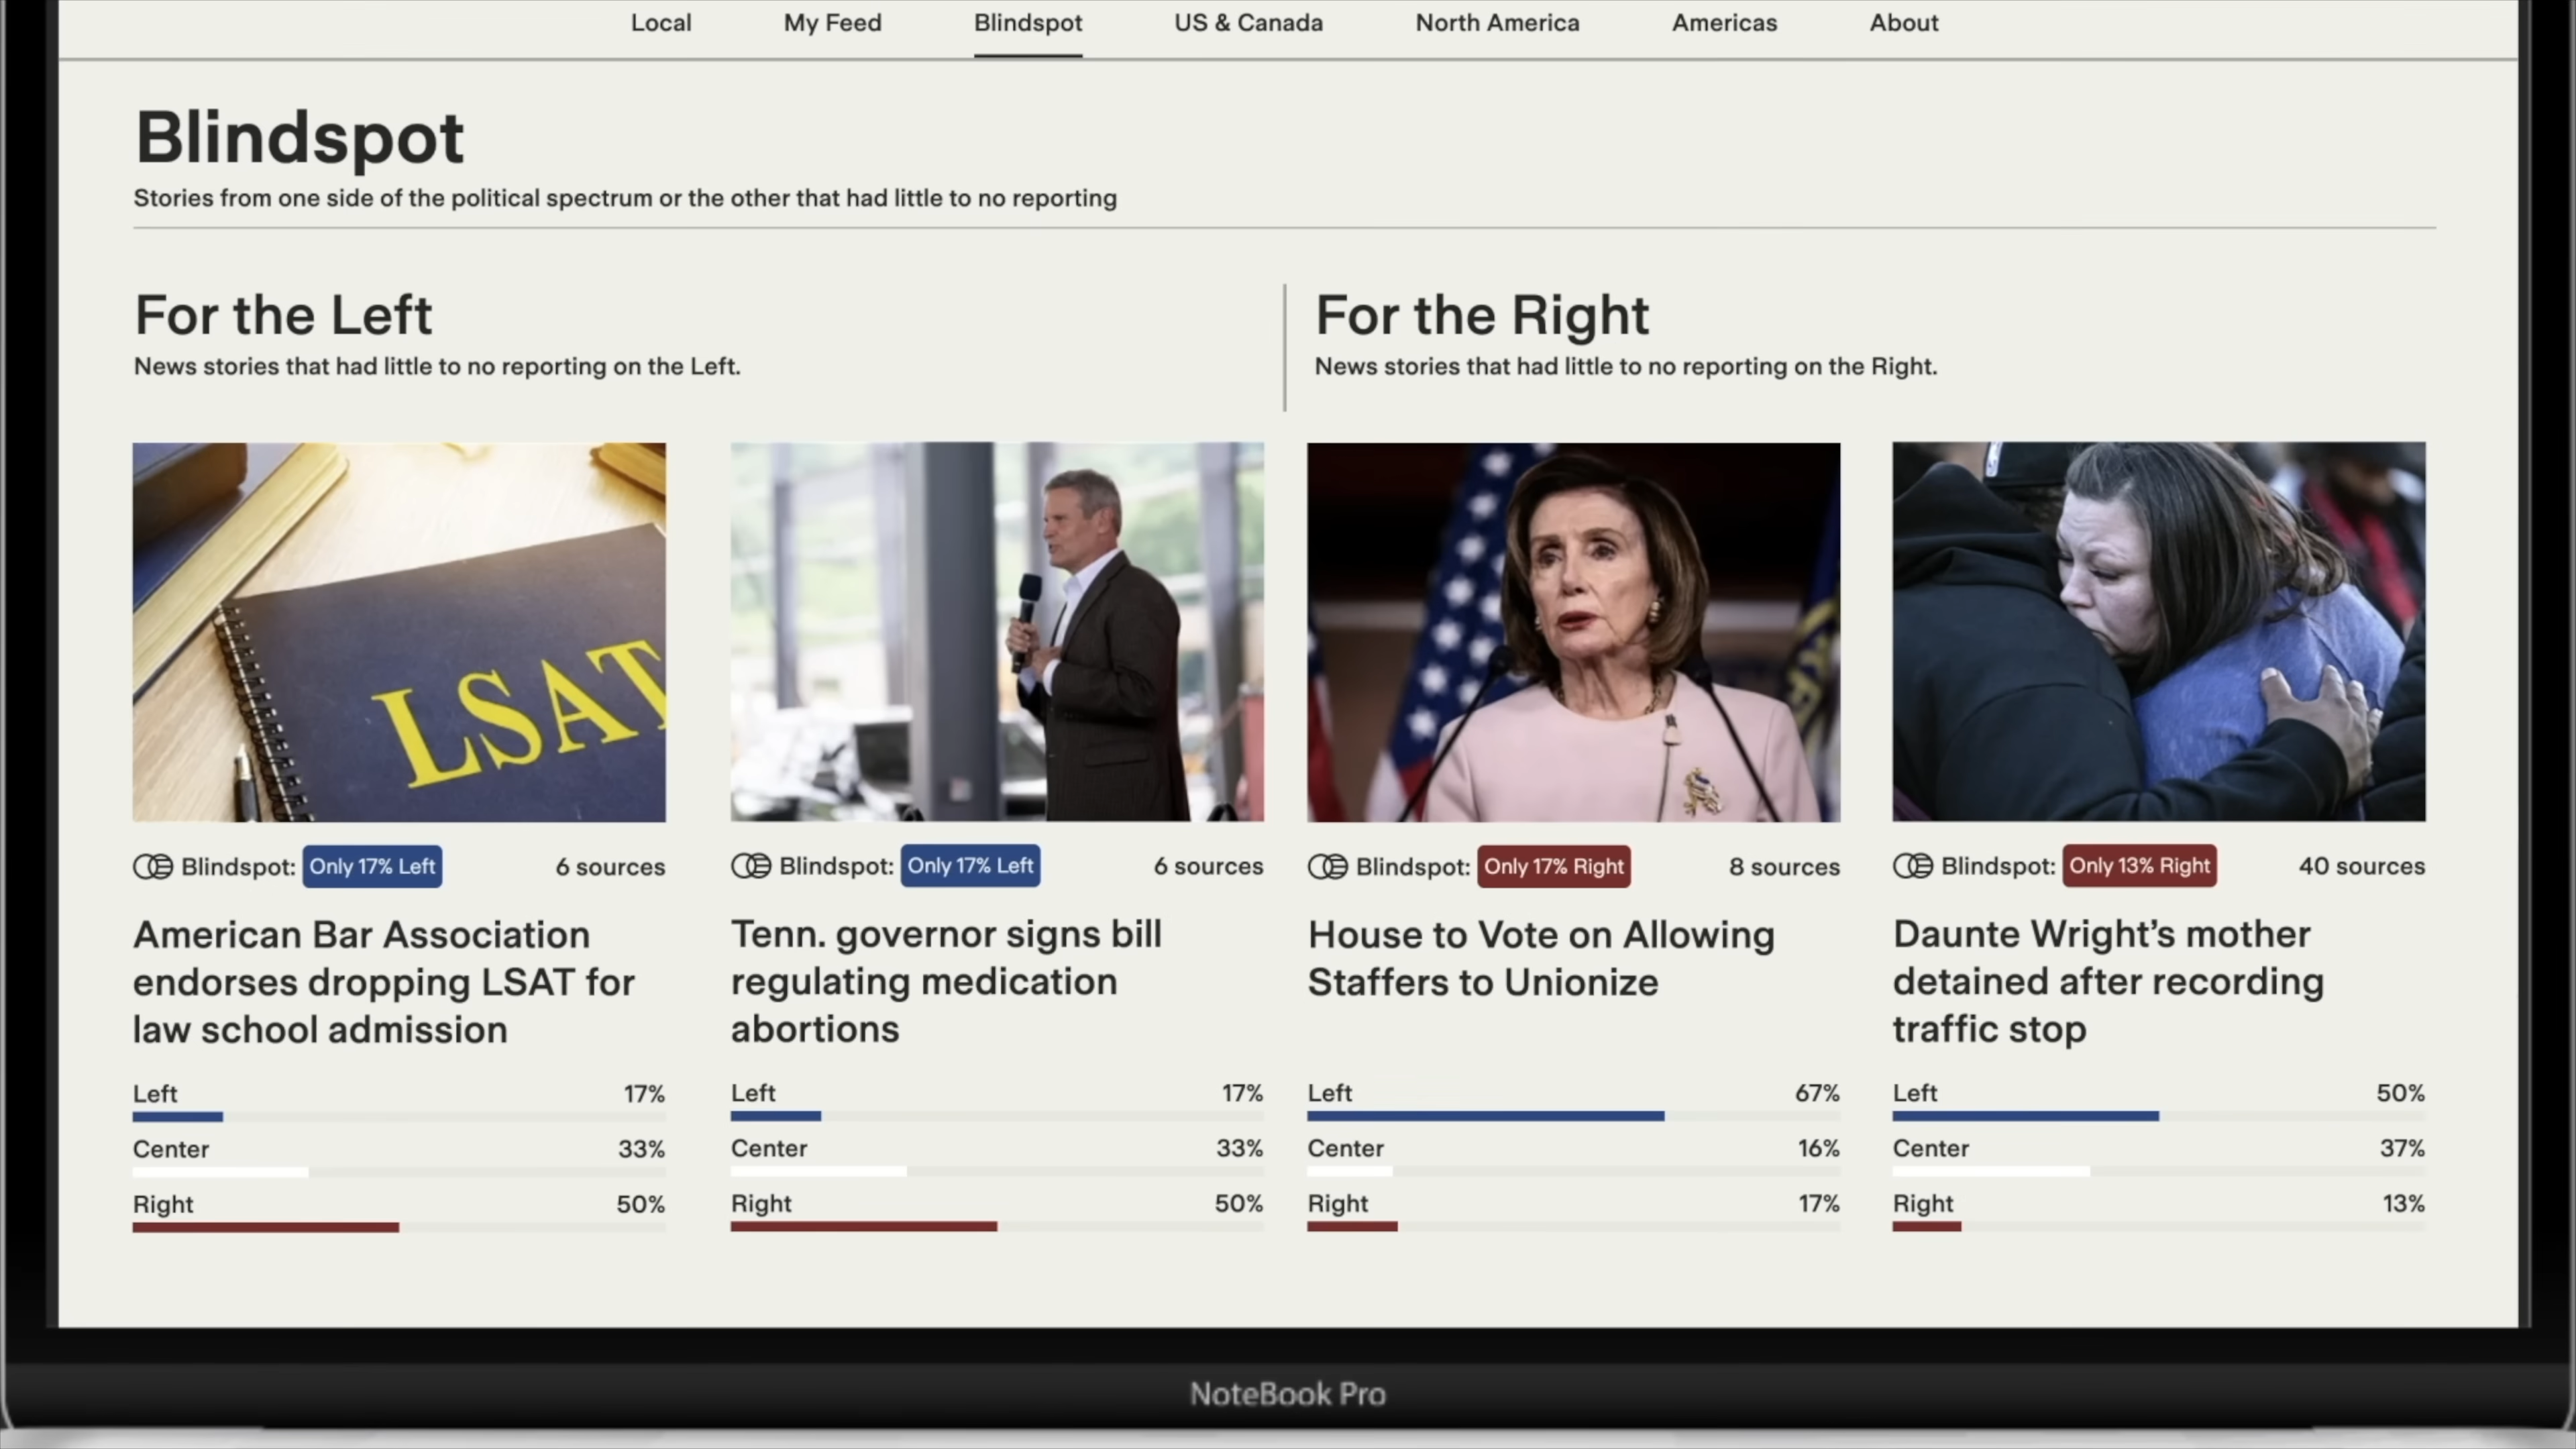 Local
My Feed
Blindspot
US & Canada
North America
Americas
About
Blindspot
Stories from one side of the political spectrum or the other that had little to no reporting
For the Left
News stories that had little to no reporting on the Left.
For the Right
News stories that had little to no reporting on the Right.
LSAT
Blindspot: Only 17% Left 6 sources
American Bar Association
endorses dropping LSAT for
law school admission
Left 17%
Center 33%
Right 50%
Blindspot: Only 17% Left 6 sources
Tenn. governor signs bill
regulating medication
abortions
Left 17%
Center 33%
Right 50%
Blindspot: Only 17% Right 8 sources
House to Vote on Allowing
Staffers to Unionize
Left 67%
Center 16%
Right 17%
Blindspot: Only 13% Right 40 sources
Daunte Wright’s mother
detained after recording
traffic stop
Left 50%
Center 37%
Right 13%
NoteBook Pro